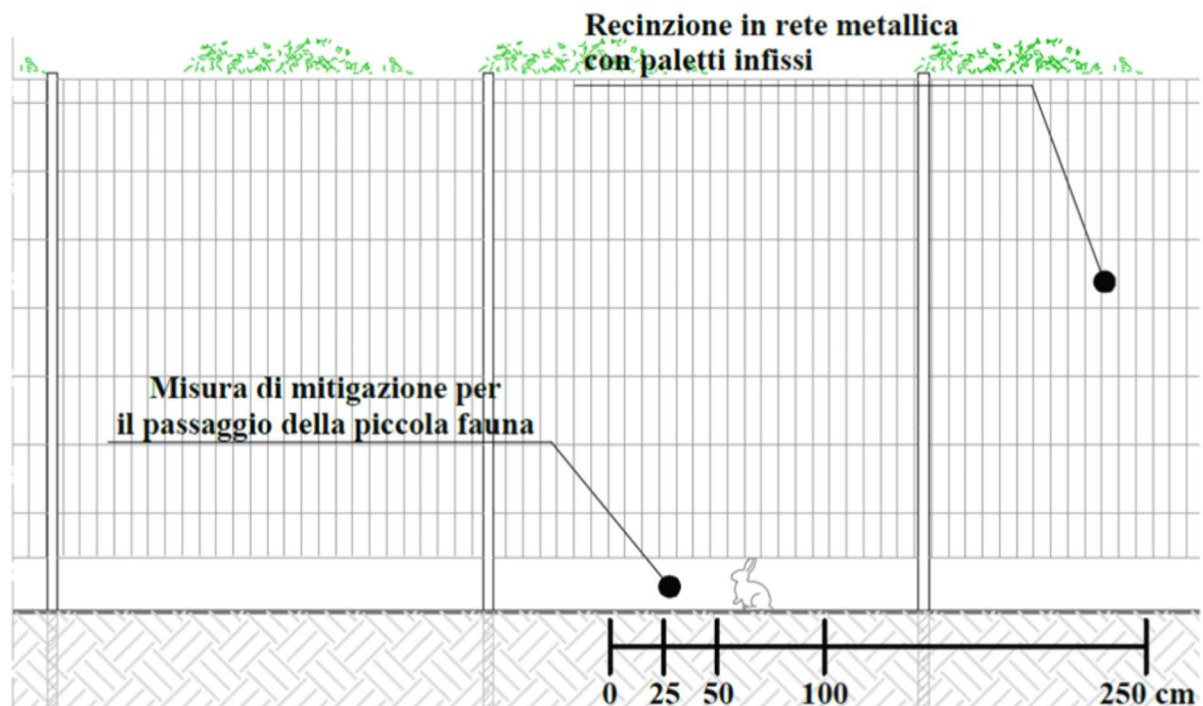 Recinzione in rete metallica
con paletti infissi
Misura di mitigazione per
il passaggio della piccola fauna
0 25 50 100 250 cm